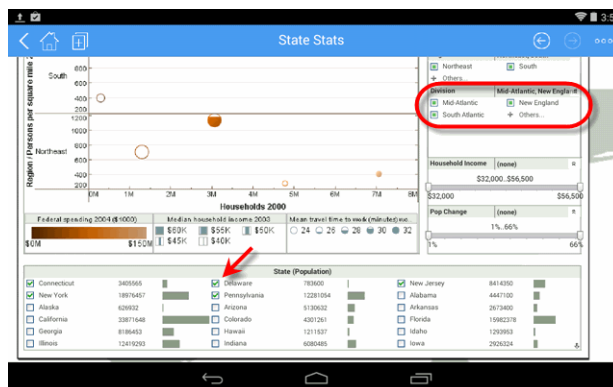 3:5
State Stats
Region / Persons per square mile 2
South
600
600
400
200
Northeast
1200
1000
800
600
400
200
0M 1M 2M 3M 4M 5M 6M 7M 8M
Households 2000
Northeast South
Others...
Division Mid-Atlantic, New England
Mid-Atlantic New England
South Atlantic Others...
Household Income (none)
$32,000..$56,500
$32,000 $56,500
Pop Change (none)
1%..66%
1% 66%
Federal spending 2004 ($1000) Median household income 2003 Mean travel time to work (minutes)
$0M $150M
$60K $55K $50K
$45K $40K
24 26 28 30 32
State (Population)
Connecticut 3405565 Delaware 783600 New Jersey 8414350
New York 18976457 Pennsylvania 12281054 Alabama 4447100
Alaska 626932 Arizona 5130632 Arkansas 2673400
California 33871648 Colorado 4301261 Florida 15982378
Georgia 8186453 Hawaii 1211537 Idaho 1293953
Illinois 12419293 Indiana 6080485 Iowa 2926324